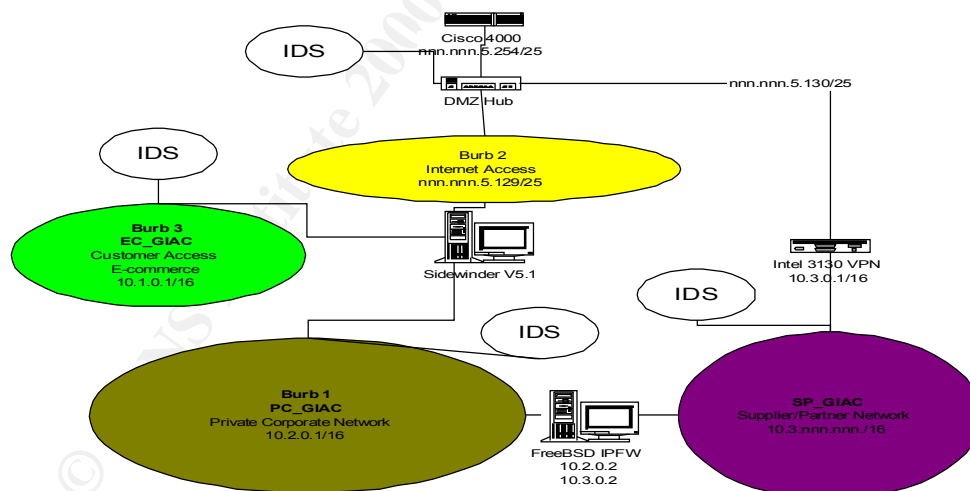 Cisco 4000
nnn.nnn.5.254/25
IDS
DMZ Hub
nnn.nnn.5.130/25
IDS
Burb 2
Internet Access
nnn.nnn.5.129/25
Burb 3
EC_GIAC
Customer Access
E-commerce
10.1.0.1/16
Sidewinder V5.1
Intel 3130 VPN
10.3.0.1/16
IDS
IDS
Burb 1
PC_GIAC
Private Corporate Network
10.2.0.1/16
FreeBSD IPFW
10.2.0.2
10.3.0.2
SP_GIAC
Supplier/Partner Network
10.3.nnn.nnn./16
© NS titute 2000